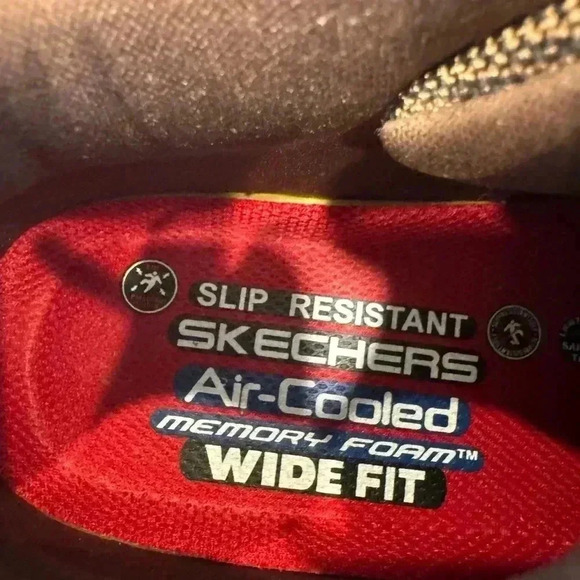 SLIP RESISTANT
SKECHERS
Air-Cooled
MEMORY FOAM™
WIDE FIT